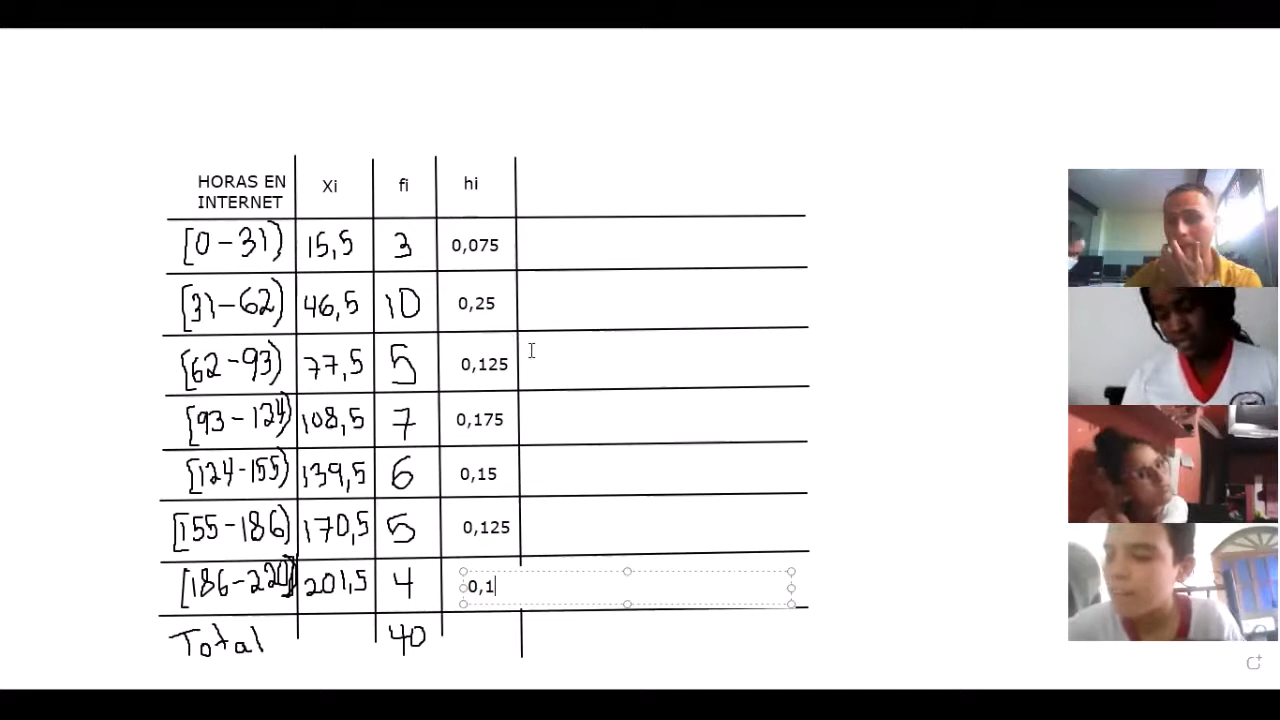 HORAS EN INTERNET Xi fi hi
[0-31) 15,5 3 0,075
[31-62) 46,5 10 0,25
[62-93) 77,5 5 0,125
[93-124) 108,5 7 0,175
[124-155) 139,5 6 0,15
[155-186) 170,5 5 0,125
[186-220] 201,5 4 0,1
Total 40